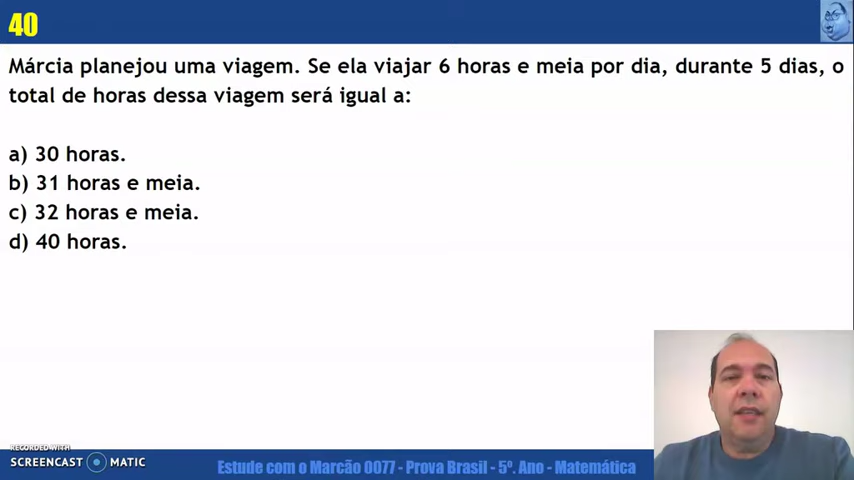 40
Márcia planejou uma viagem. Se ela viajar 6 horas e meia por dia, durante 5 dias, o
total de horas dessa viagem será igual a:
a) 30 horas.
b) 31 horas e meia.
c) 32 horas e meia.
d) 40 horas.
RECORDED WITH
SCREENCAST MATIC
Estude com o Marcão 0077 - Prova Brasil - 5º. Ano - Matemática